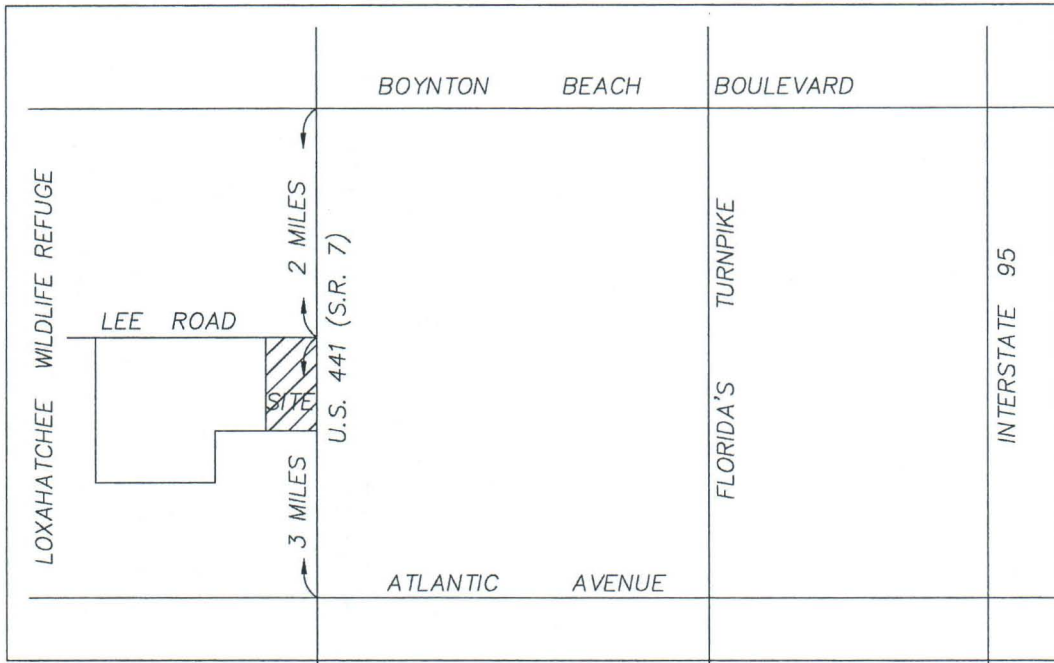 BOYNTON BEACH BOULEVARD
LOXAHATCHEE WILDLIFE REFUGE
2 MILES
U.S. 441 (S.R. 7)
FLORIDA'S TURNPIKE
INTERSTATE 95
LEE ROAD
SITE
3 MILES
ATLANTIC AVENUE